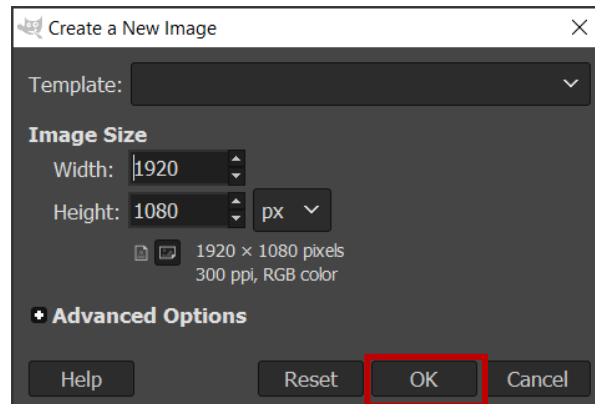 Create a New Image
Template:
Image Size
Width: 1920
Height: 1080 px
1920 × 1080 pixels
300 ppi, RGB color
Advanced Options
Help Reset OK Cancel